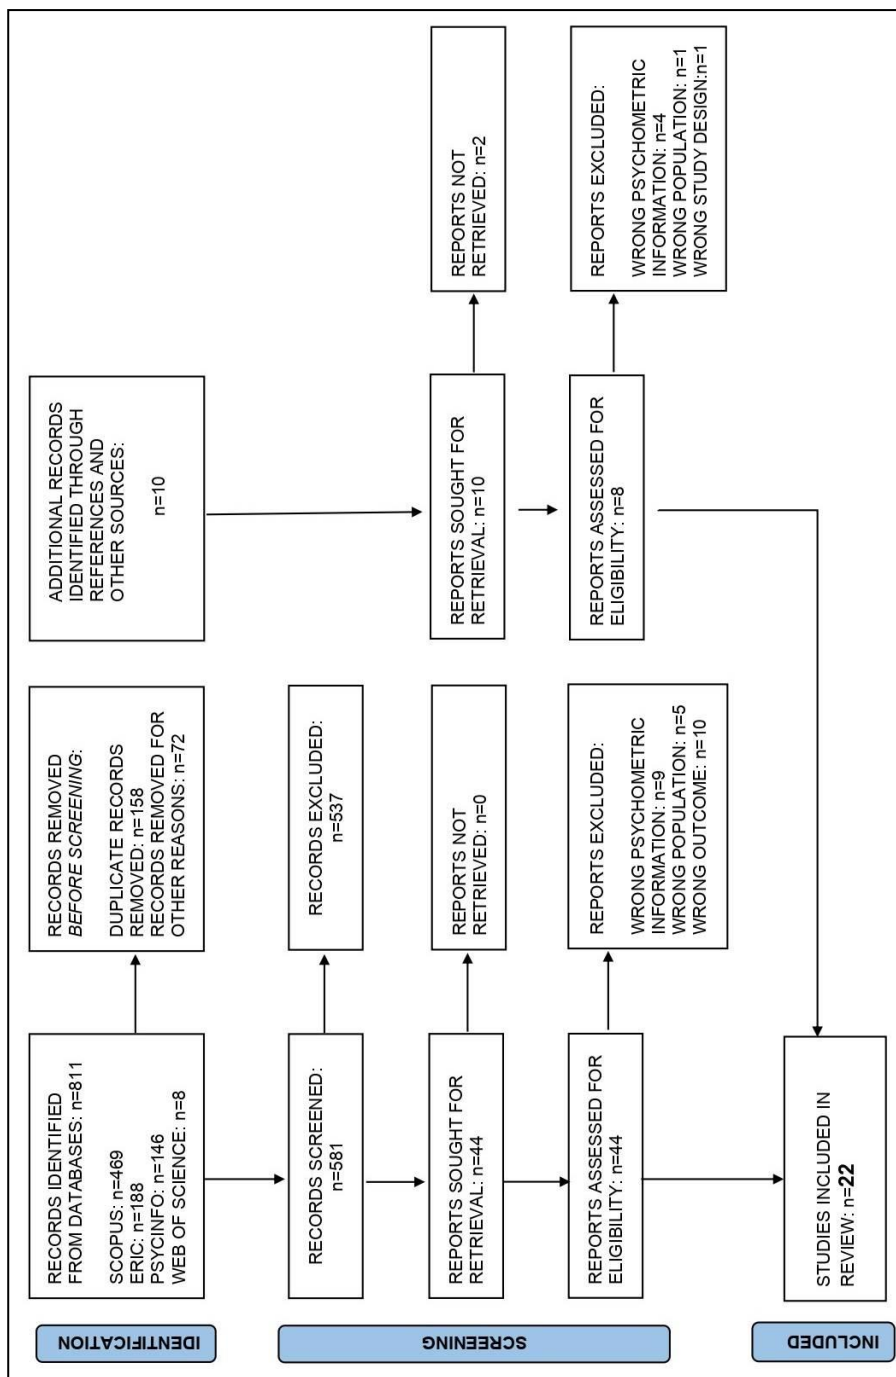 IDENTIFICATION
RECORDS IDENTIFIED
FROM DATABASES: n=811
SCOPUS: n=469
ERIC: n=188
PSYCINFO: n=146
WEB OF SCIENCE: n=8
RECORDS REMOVED
BEFORE SCREENING:
DUPLICATE RECORDS
REMOVED: n=158
RECORDS REMOVED FOR
OTHER REASONS: n=72
ADDITIONAL RECORDS
IDENTIFIED THROUGH
REFERENCES AND
OTHER SOURCES:
n=10
SCREENING
RECORDS SCREENED:
n=581
RECORDS EXCLUDED:
n=537
REPORTS SOUGHT FOR
RETRIEVAL: n=44
REPORTS NOT
RETRIEVED: n=0
REPORTS SOUGHT FOR
RETRIEVAL: n=10
REPORTS NOT
RETRIEVED: n=2
REPORTS ASSESSED FOR
ELIGIBILITY: n=44
REPORTS EXCLUDED:
WRONG PSYCHOMETRIC
INFORMATION: n=9
WRONG POPULATION: n=5
WRONG OUTCOME: n=10
REPORTS ASSESSED FOR
ELIGIBILITY: n=8
REPORTS EXCLUDED:
WRONG PSYCHOMETRIC
INFORMATION: n=4
WRONG POPULATION: n=1
WRONG STUDY DESIGN:n=1
INCLUDED
STUDIES INCLUDED IN
REVIEW: n=22